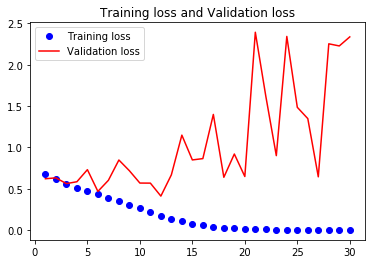 Training loss and Validation loss
Training loss
Validation loss
2.5
2.0
1.5
1.0
0.5
0.0
0 5 10 15 20 25 30